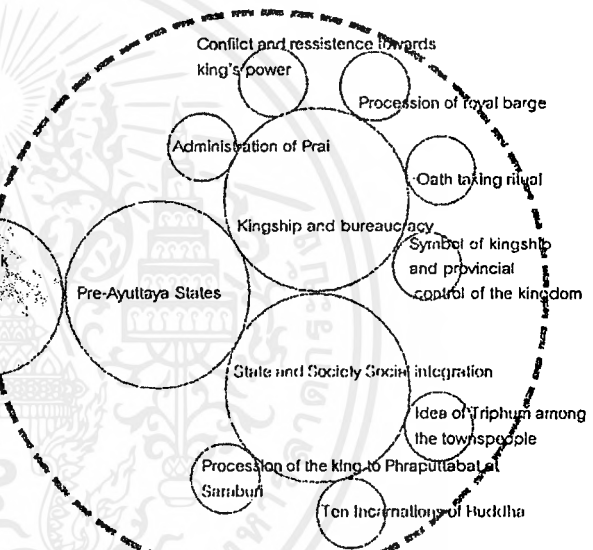 Conflict and ressistence towards
king's power
Procession of royal barge
Administration of Prai
Oath taking ritual
Kingship and bureaucracy
Symbol of kingship
and provincial
control of the kingdom
k
Pre-Ayuttaya States
State and Society Social integration
Idea of Triphum among
the townspeople
Procession of the king to Phraputtabat at
Saraburi
Ten Incarnations of Buddha